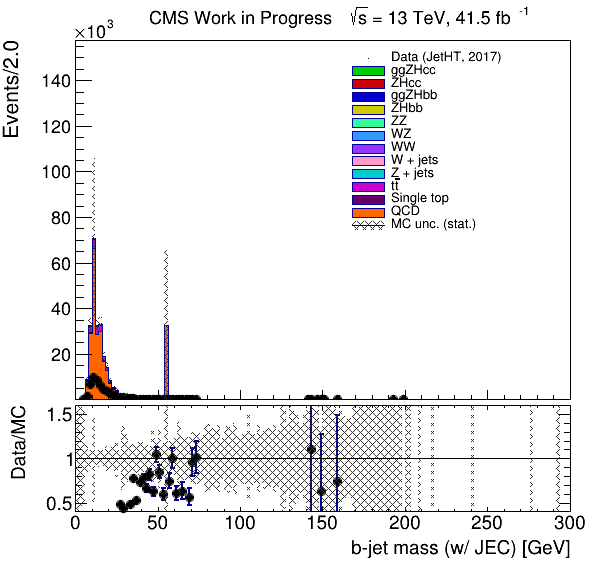 CMS Work in Progress √s = 13 TeV, 41.5 fb⁻¹
×10³
Events/2.0
140
120
100
80
60
40
20
Data (JetHT, 2017)
ggZHcc
ZHcc
ggZHbb
ZHbb
ZZ
WZ
WW
W + jets
Z + jets
tt̅
Single top
QCD
MC unc. (stat.)
Data/MC
1.5
1
0.5
0 50 100 150 200 250 300
b-jet mass (w/ JEC) [GeV]